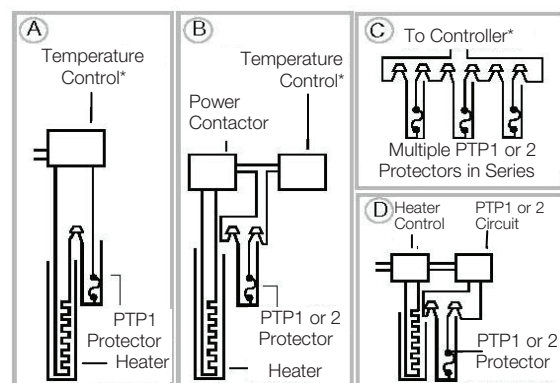 A
Temperature
Control*
PTP1
Protector
Heater
B
Temperature
Control*
Power
Contactor
PTP1 or 2
Protector
Heater
C
To Controller*
Multiple PTP1 or 2
Protectors in Series
D
Heater
Control
PTP1 or 2
Circuit
PTP1 or 2
Protector